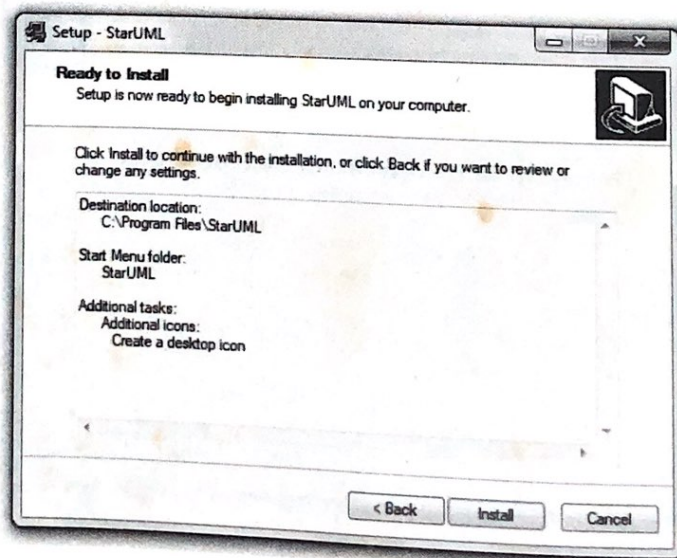 Setup - StarUML
Ready to Install
Setup is now ready to begin installing StarUML on your computer.
Click Install to continue with the installation, or click Back if you want to review or
change any settings.
Destination location:
C:\Program Files\StarUML
Start Menu folder:
StarUML
Additional tasks:
Additional icons:
Create a desktop icon
< Back
Install
Cancel